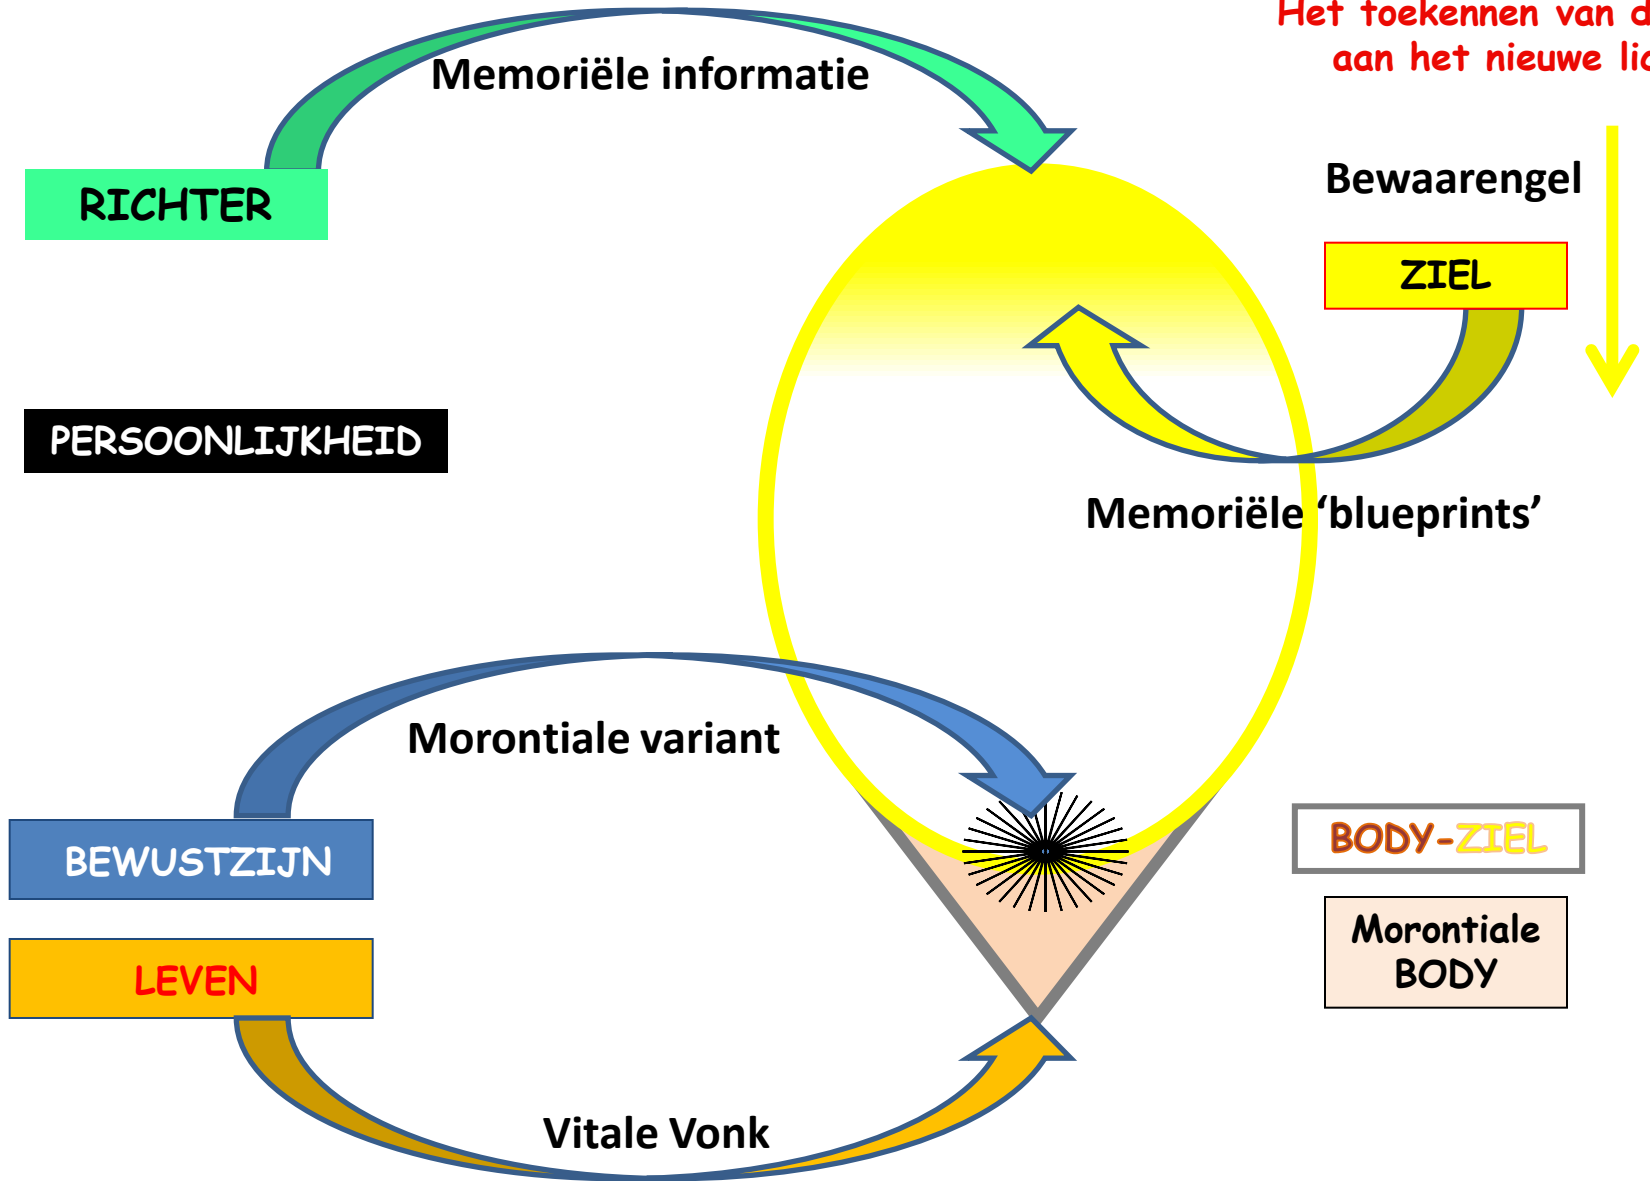 Het toekennen van d
aan het nieuwe
Memoriële informatie
RICHTER
Bewaarengel
ZIEL
PERSOONLIJKHEID
Memoriële ‘blueprints’
Morontiale variant
BEWUSTZIJN
BODY-ZIEL
Morontiale
BODY
LEVEN
Vitale Vonk